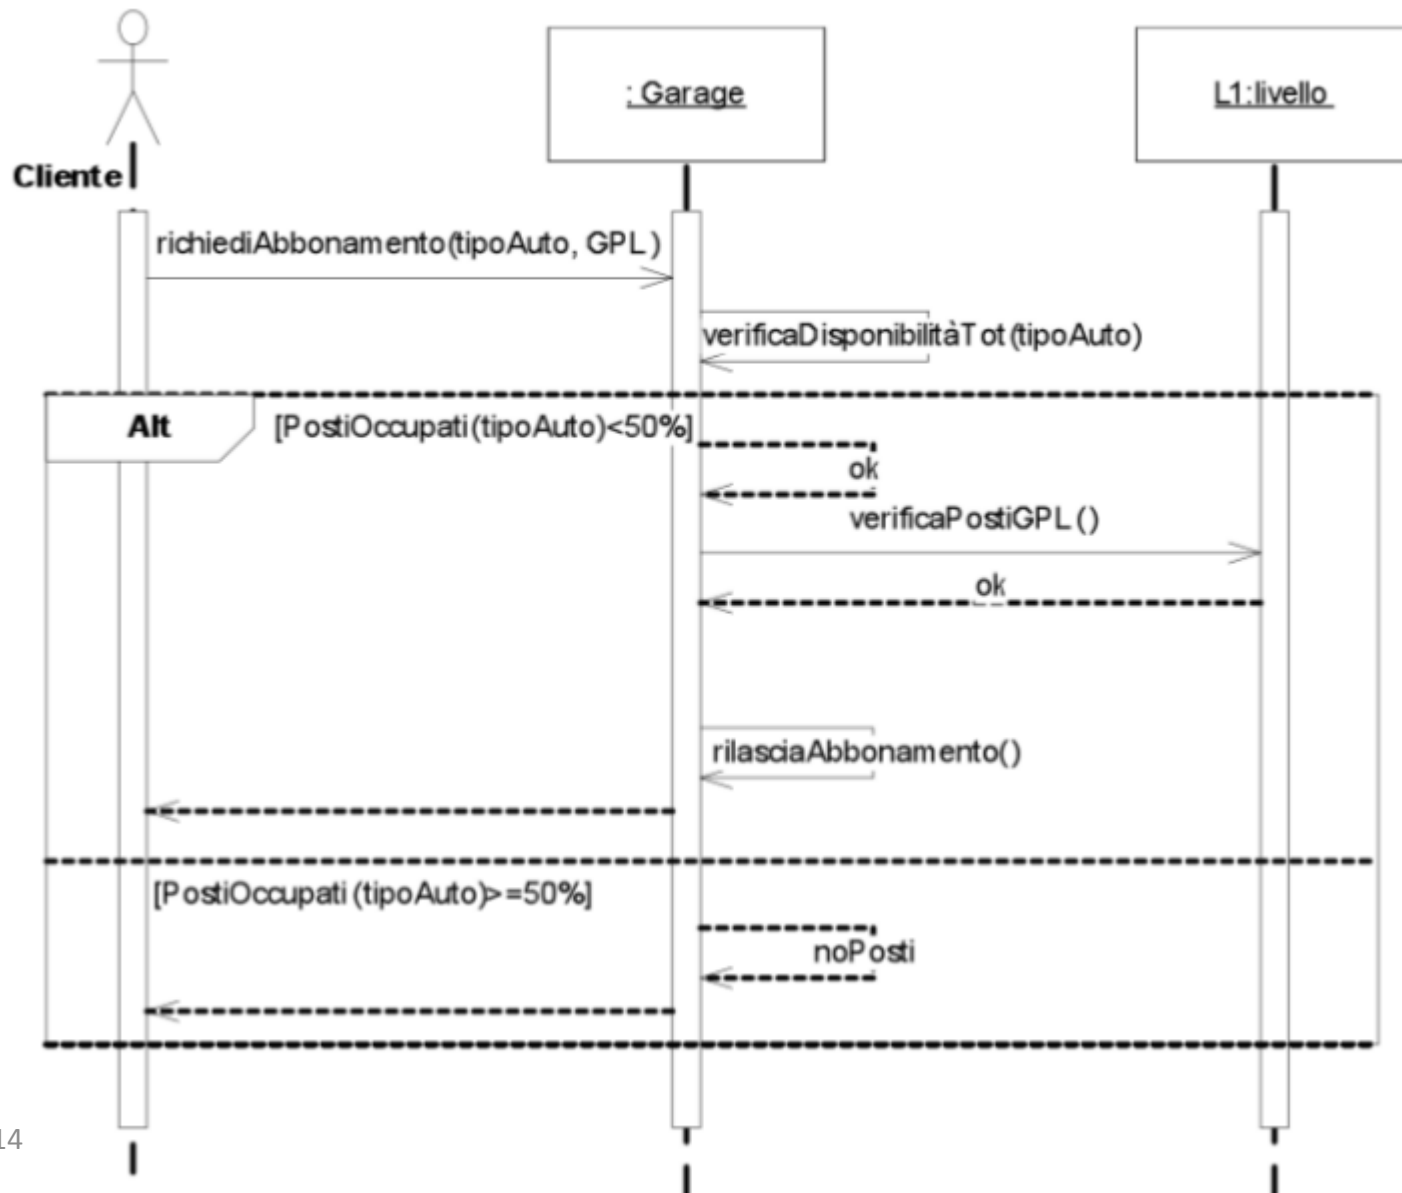 : Garage
L1:livello
Cliente
richiediAbbonamento(tipoAuto, GPL)
verificaDisponibilitàTot(tipoAuto)
Alt
[PostiOccupati(tipoAuto)<50%]
ok
verificaPostiGPL()
ok
rilasciaAbbonamento()
[PostiOccupati (tipoAuto)>=50%]
noPosti
14